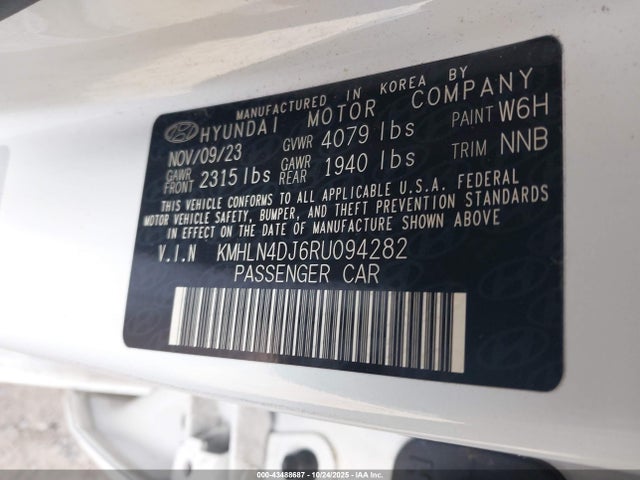 MANUFACTURED IN KOREA BY
HYUNDAI MOTOR COMPANY
NOV/09/23 GVWR 4079 lbs PAINT W6H
GAWR FRONT 2315 lbs GAWR REAR 1940 lbs TRIM NNB
THIS VEHICLE CONFORMS TO ALL APPLICABLE U.S.A. FEDERAL
MOTOR VEHICLE SAFETY, BUMPER, AND THEFT PREVENTION STANDARDS
IN EFFECT ON THE DATE OF MANUFACTURE SHOWN ABOVE
V.I.N KMHLN4DJ6RU094282
PASSENGER CAR
000-43488687 - 10/24/2025 - IAAI.COM